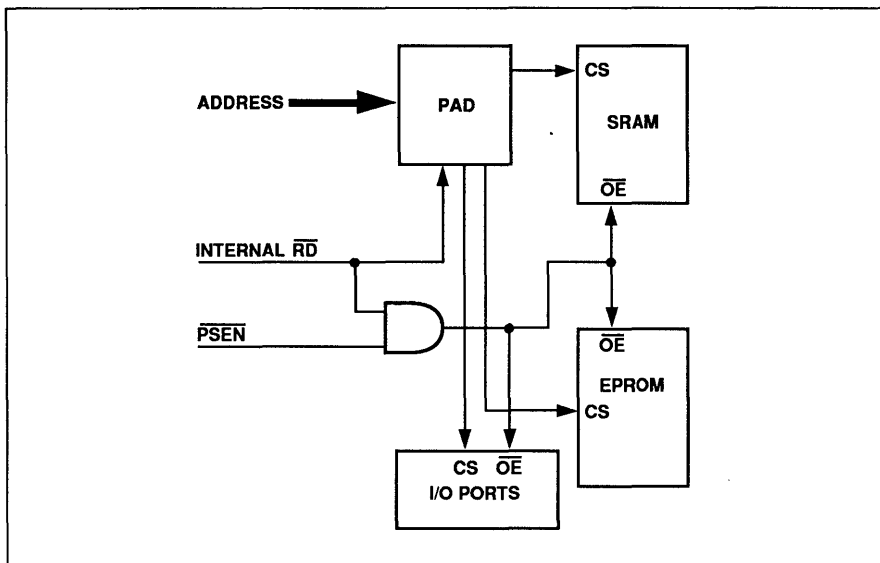 ADDRESS
PAD
CS
SRAM
OE
INTERNAL RD
PSEN
OE
EPROM
CS
CS OE
I/O PORTS